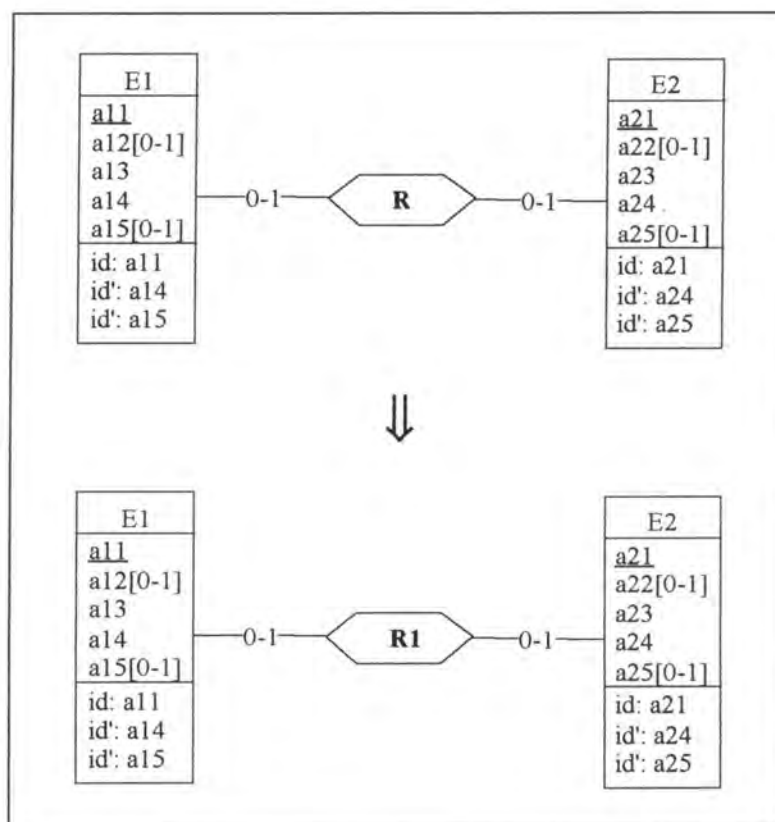 E1
a11
a12[0-1]
a13
a14
a15[0-1]
id: a11
id': a14
id': a15
0-1
R
0-1
E2
a21
a22[0-1]
a23
a24
a25[0-1]
id: a21
id': a24
id': a25
⇓
E1
a11
a12[0-1]
a13
a14
a15[0-1]
id: a11
id': a14
id': a15
0-1
R1
0-1
E2
a21
a22[0-1]
a23
a24
a25[0-1]
id: a21
id': a24
id': a25